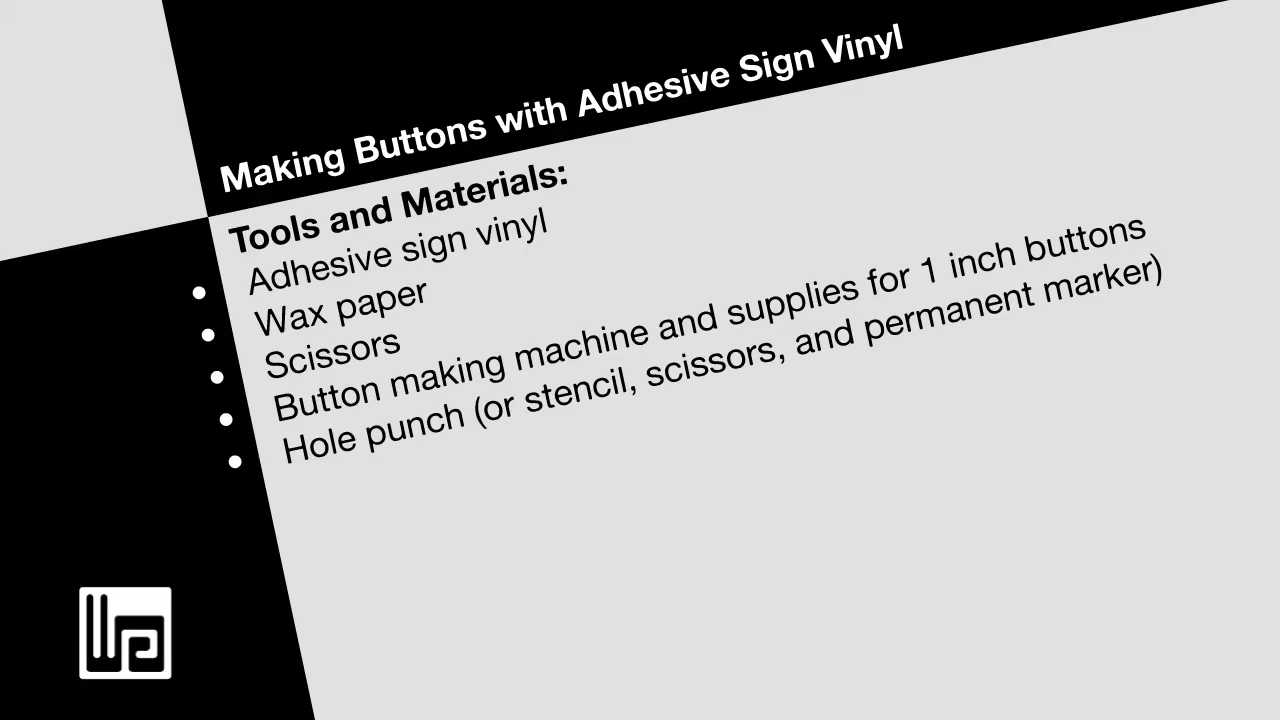 Making Buttons with Adhesive Sign Vinyl
Tools and Materials:
• Adhesive sign vinyl
• Wax paper
• Scissors
• Button making machine and supplies for 1 inch buttons
• Hole punch (or stencil, scissors, and permanent marker)